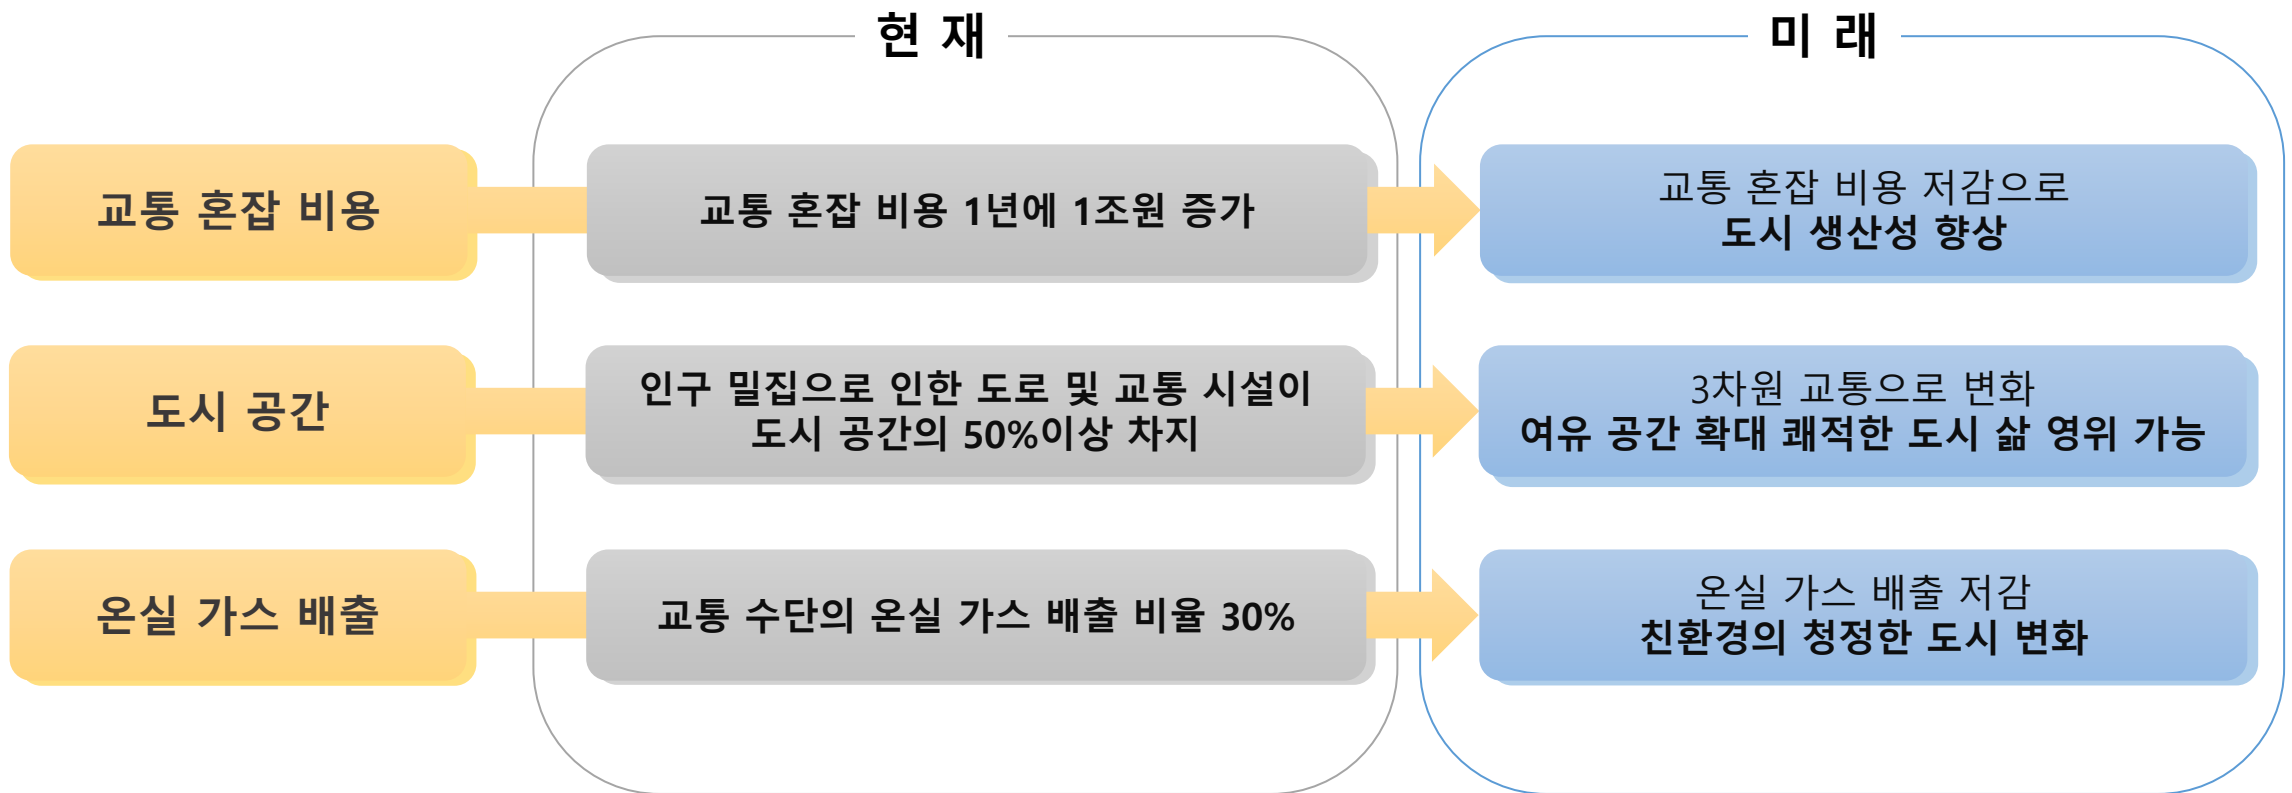 현 재
미 래
교통 혼잡 비용
교통 혼잡 비용 1년에 1조원 증가
교통 혼잡 비용 저감으로
도시 생산성 향상
도시 공간
인구 밀집으로 인한 도로 및 교통 시설이
도시 공간의 50%이상 차지
3차원 교통으로 변화
여유 공간 확대 쾌적한 도시 삶 영위 가능
온실 가스 배출
교통 수단의 온실 가스 배출 비율 30%
온실 가스 배출 저감
친환경의 청정한 도시 변화